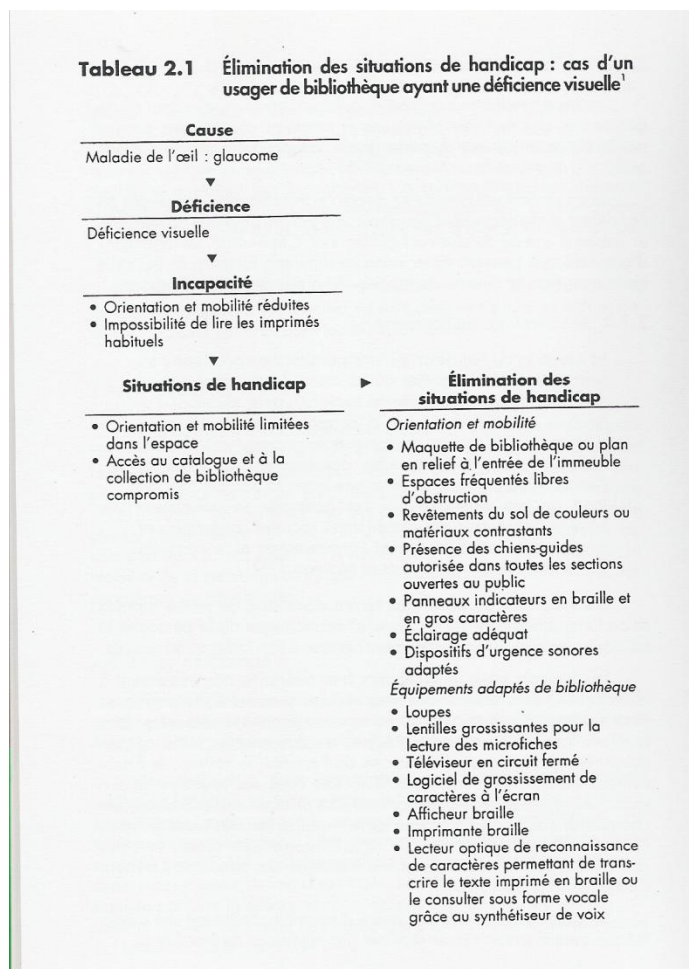 Tableau 2.1 Élimination des situations de handicap : cas d'un
usager de bibliothèque ayant une déficience visuelle¹
Cause
Maladie de l'œil : glaucome
▼
Déficience
Déficience visuelle
▼
Incapacité
• Orientation et mobilité réduites
• Impossibilité de lire les imprimés
habituels
▼
Situations de handicap ►
• Orientation et mobilité limitées
dans l'espace
• Accès au catalogue et à la
collection de bibliothèque
compromis
Élimination des
situations de handicap
Orientation et mobilité
• Maquette de bibliothèque ou plan
en relief à l'entrée de l'immeuble
• Espaces fréquentés libres
d'obstruction
• Revêtements du sol de couleurs ou
matériaux contrastants
• Présence des chiens-guides
autorisée dans toutes les sections
ouvertes au public
• Panneaux indicateurs en braille et
en gros caractères
• Éclairage adéquat
• Dispositifs d'urgence sonores
adaptés
Équipements adaptés de bibliothèque
• Loupes
• Lentilles grossissantes pour la
lecture des microfiches
• Téléviseur en circuit fermé
• Logiciel de grossissement de
caractères à l'écran
• Afficheur braille
• Imprimante braille
• Lecteur optique de reconnaissance
de caractères permettant de trans-
crire le texte imprimé en braille ou
le consulter sous forme vocale
grâce au synthétiseur de voix